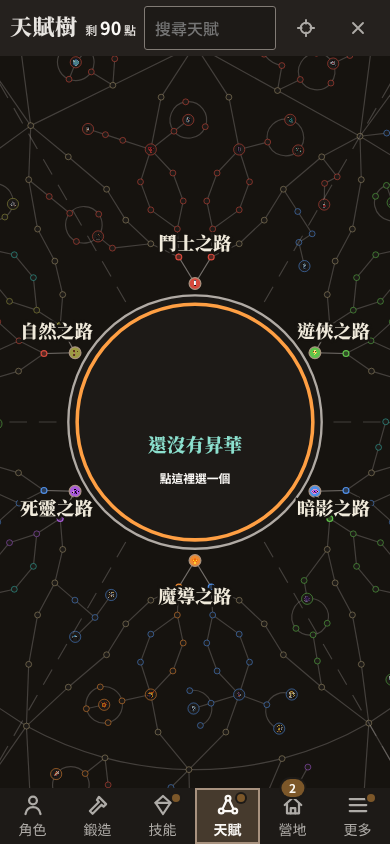 天賦樹 剩 90 點 搜尋天賦
鬥士之路
自然之路 遊俠之路
還沒有昇華
點這裡選一個
死靈之路 暗影之路
魔導之路
2
角色 鍛造 技能 天賦 營地 更多